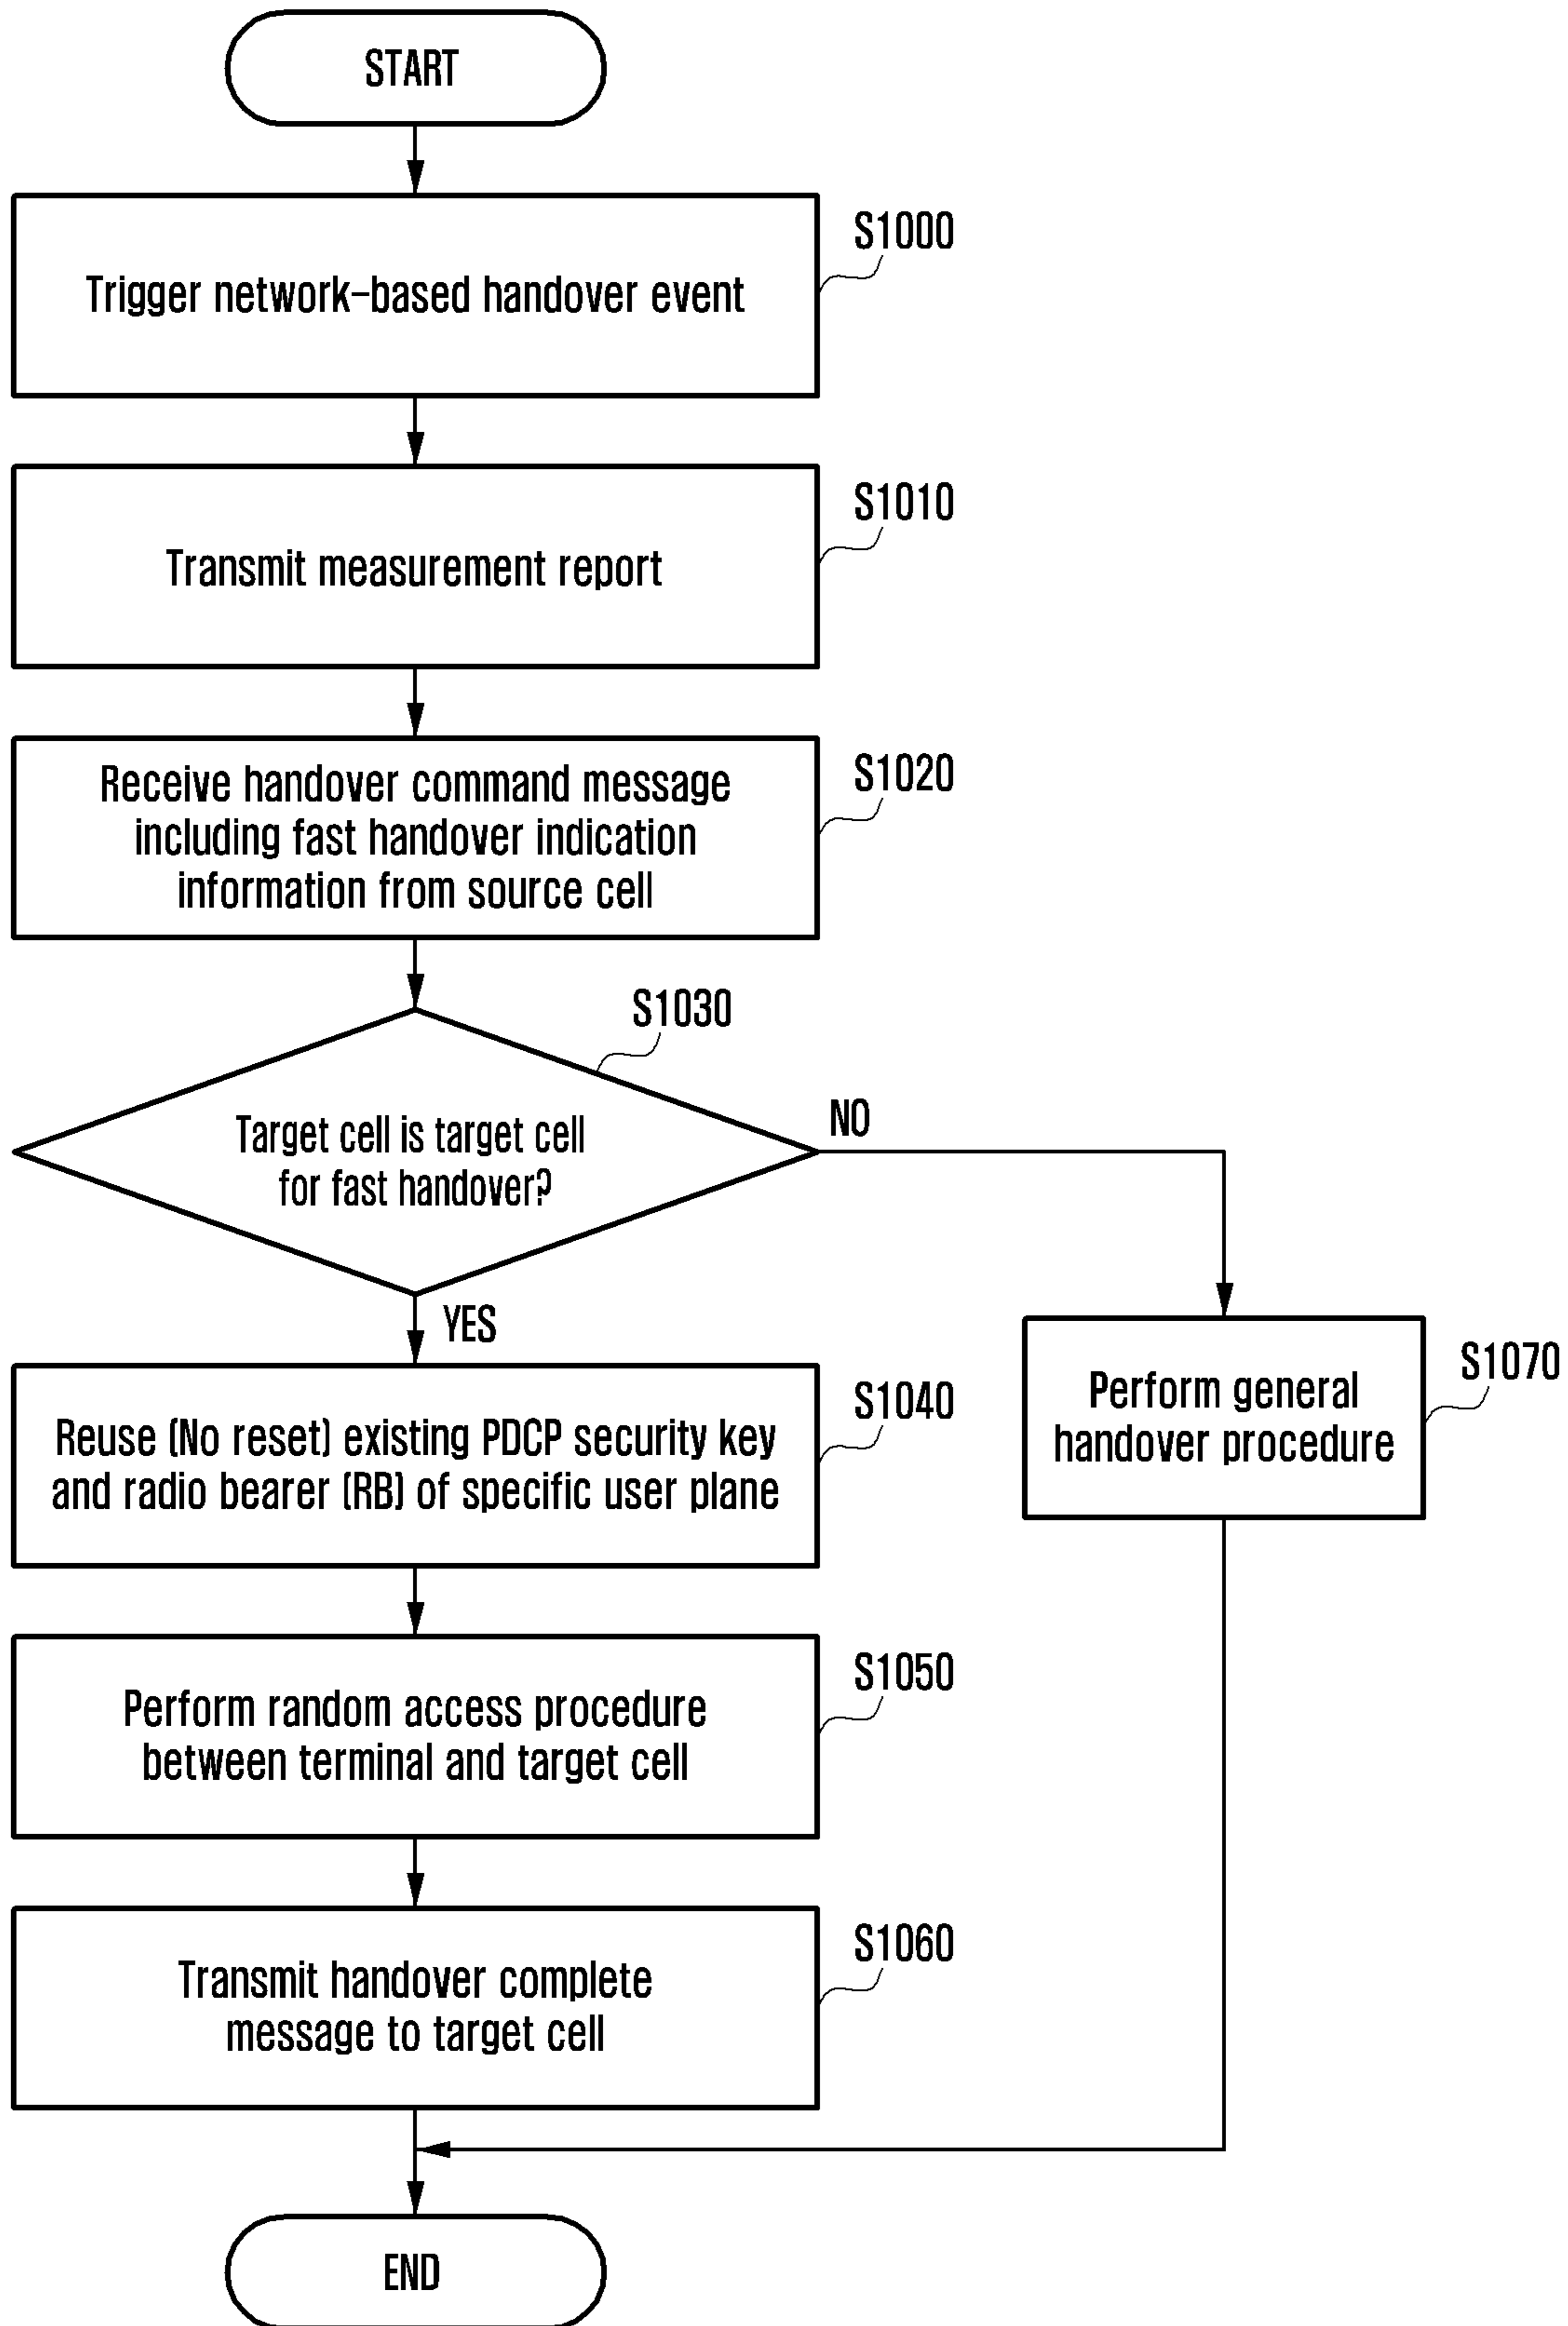 START
S1000
Trigger network-based handover event
S1010
Transmit measurement report
S1020
Receive handover command message
including fast handover indication
information from source cell
S1030
Target cell is target cell
for fast handover?
NO
YES
S1040
Reuse (No reset) existing PDCP security key
and radio bearer (RB) of specific user plane
S1070
Perform general
handover procedure
S1050
Perform random access procedure
between terminal and target cell
S1060
Transmit handover complete
message to target cell
END